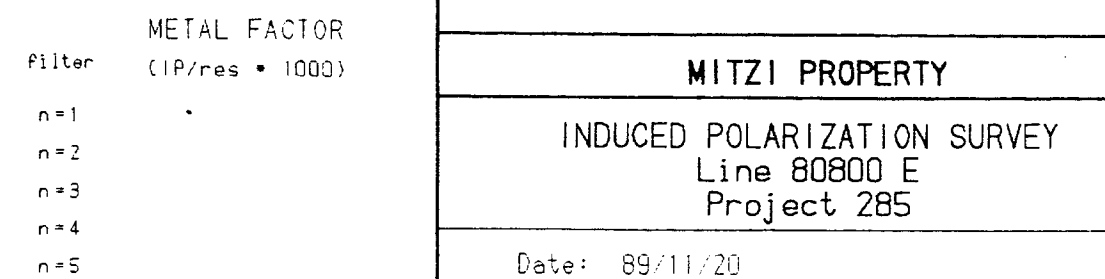 METAL FACTOR
filter (IP/res * 1000)
n=1
n=2
n=3
n=4
n=5
MITZI PROPERTY
INDUCED POLARIZATION SURVEY
Line 80800 E
Project 285
Date: 89/11/20